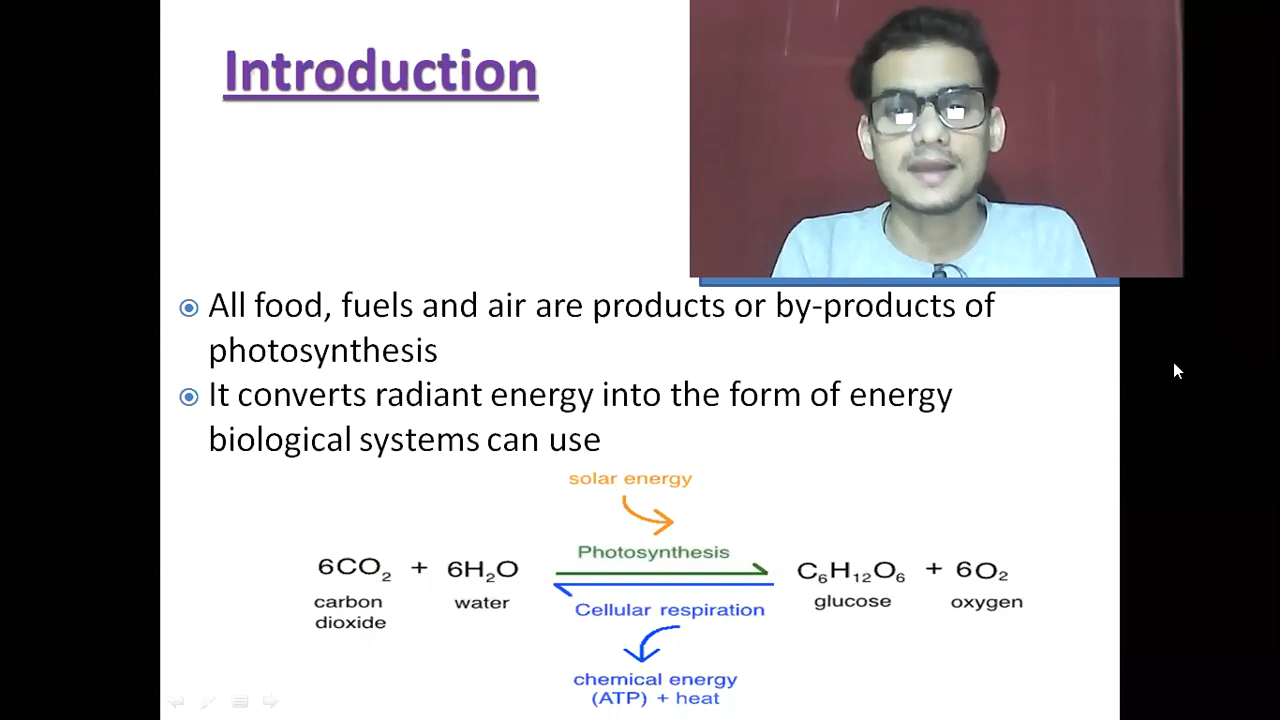 Introduction
All food, fuels and air are products or by-products of
photosynthesis
It converts radiant energy into the form of energy
biological systems can use
solar energy
Photosynthesis
6CO₂ + 6H₂O C₆H₁₂O₆ + 6O₂
carbon dioxide water glucose oxygen
Cellular respiration
chemical energy
(ATP) + heat